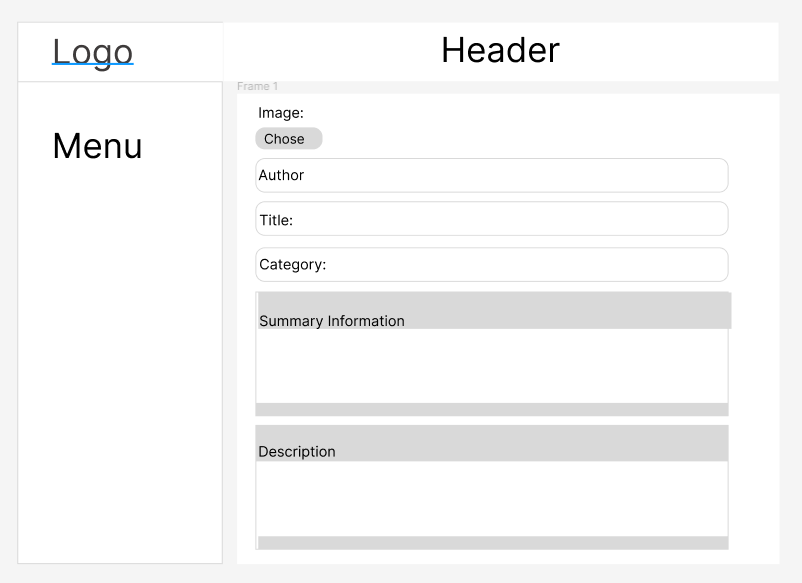 Logo
Header
Frame 1
Menu
Image:
Chose
Author
Title:
Category:
Summary Information
Description